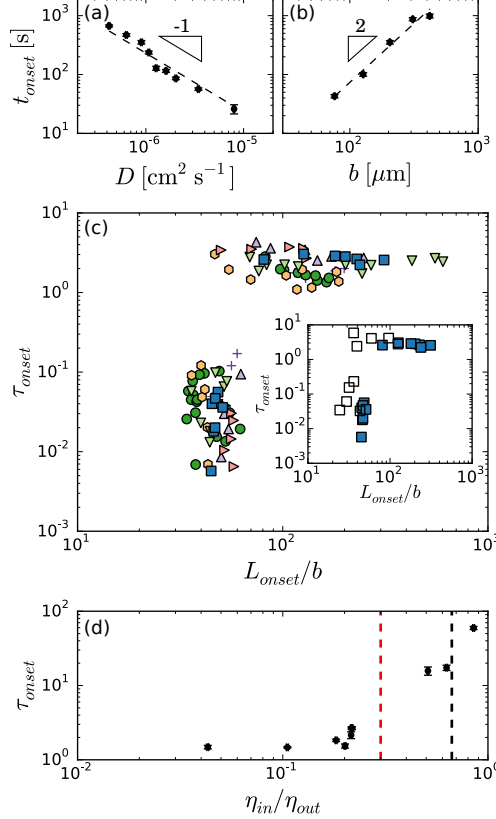 (a)
-1
t_onset [s]
10^3
10^2
10^1
10^-6
10^-5
D [cm^2 s^-1]
(b)
2
10^2
10^3
b [μm]
(c)
τ_onset
10^1
10^0
10^-1
10^-2
10^-3
10^1
10^2
10^3
L_onset/b
τ_onset
10^1
10^0
10^-1
10^-2
10^-3
10^1
10^2
10^3
L_onset/b
(d)
τ_onset
10^2
10^1
10^0
10^-2
10^-1
10^0
η_in/η_out